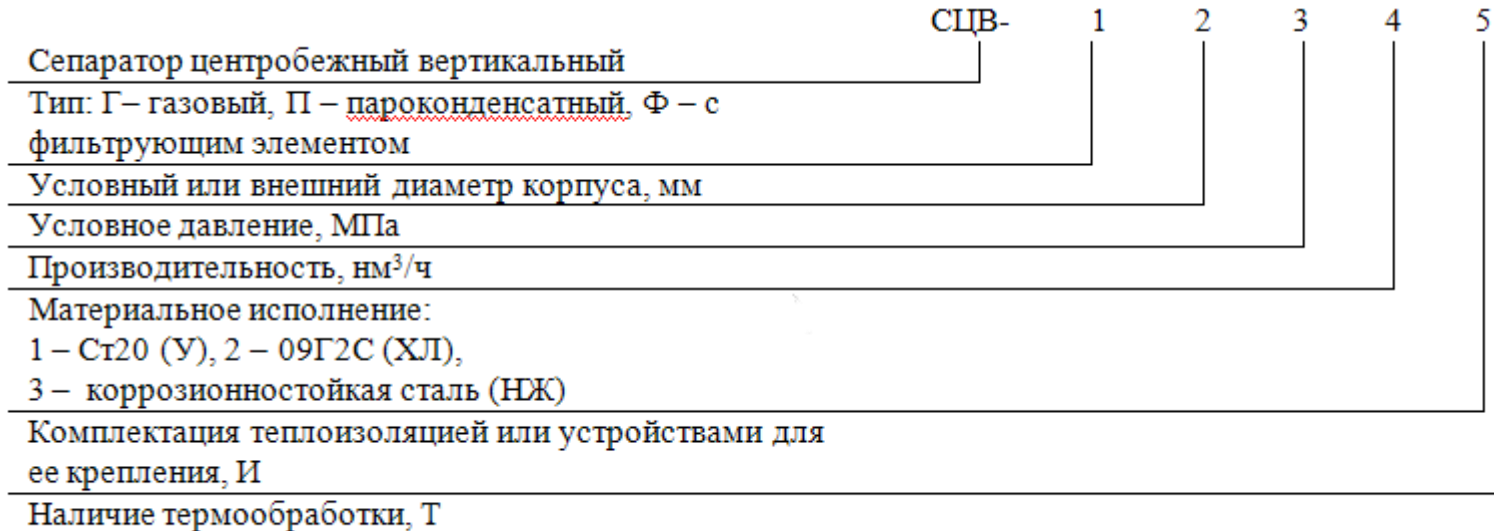 СЦВ- 1 2 3 4 5
Сепаратор центробежный вертикальный
Тип: Г– газовый, П – пароконденсатный, Ф – с
фильтрующим элементом
Условный или внешний диаметр корпуса, мм
Условное давление, МПа
Производительность, нм³/ч
Материальное исполнение:
1 – Ст20 (У), 2 – 09Г2С (ХЛ),
3 – коррозионностойкая сталь (НЖ)
Комплектация теплоизоляцией или устройствами для
ее крепления, И
Наличие термообработки, Т